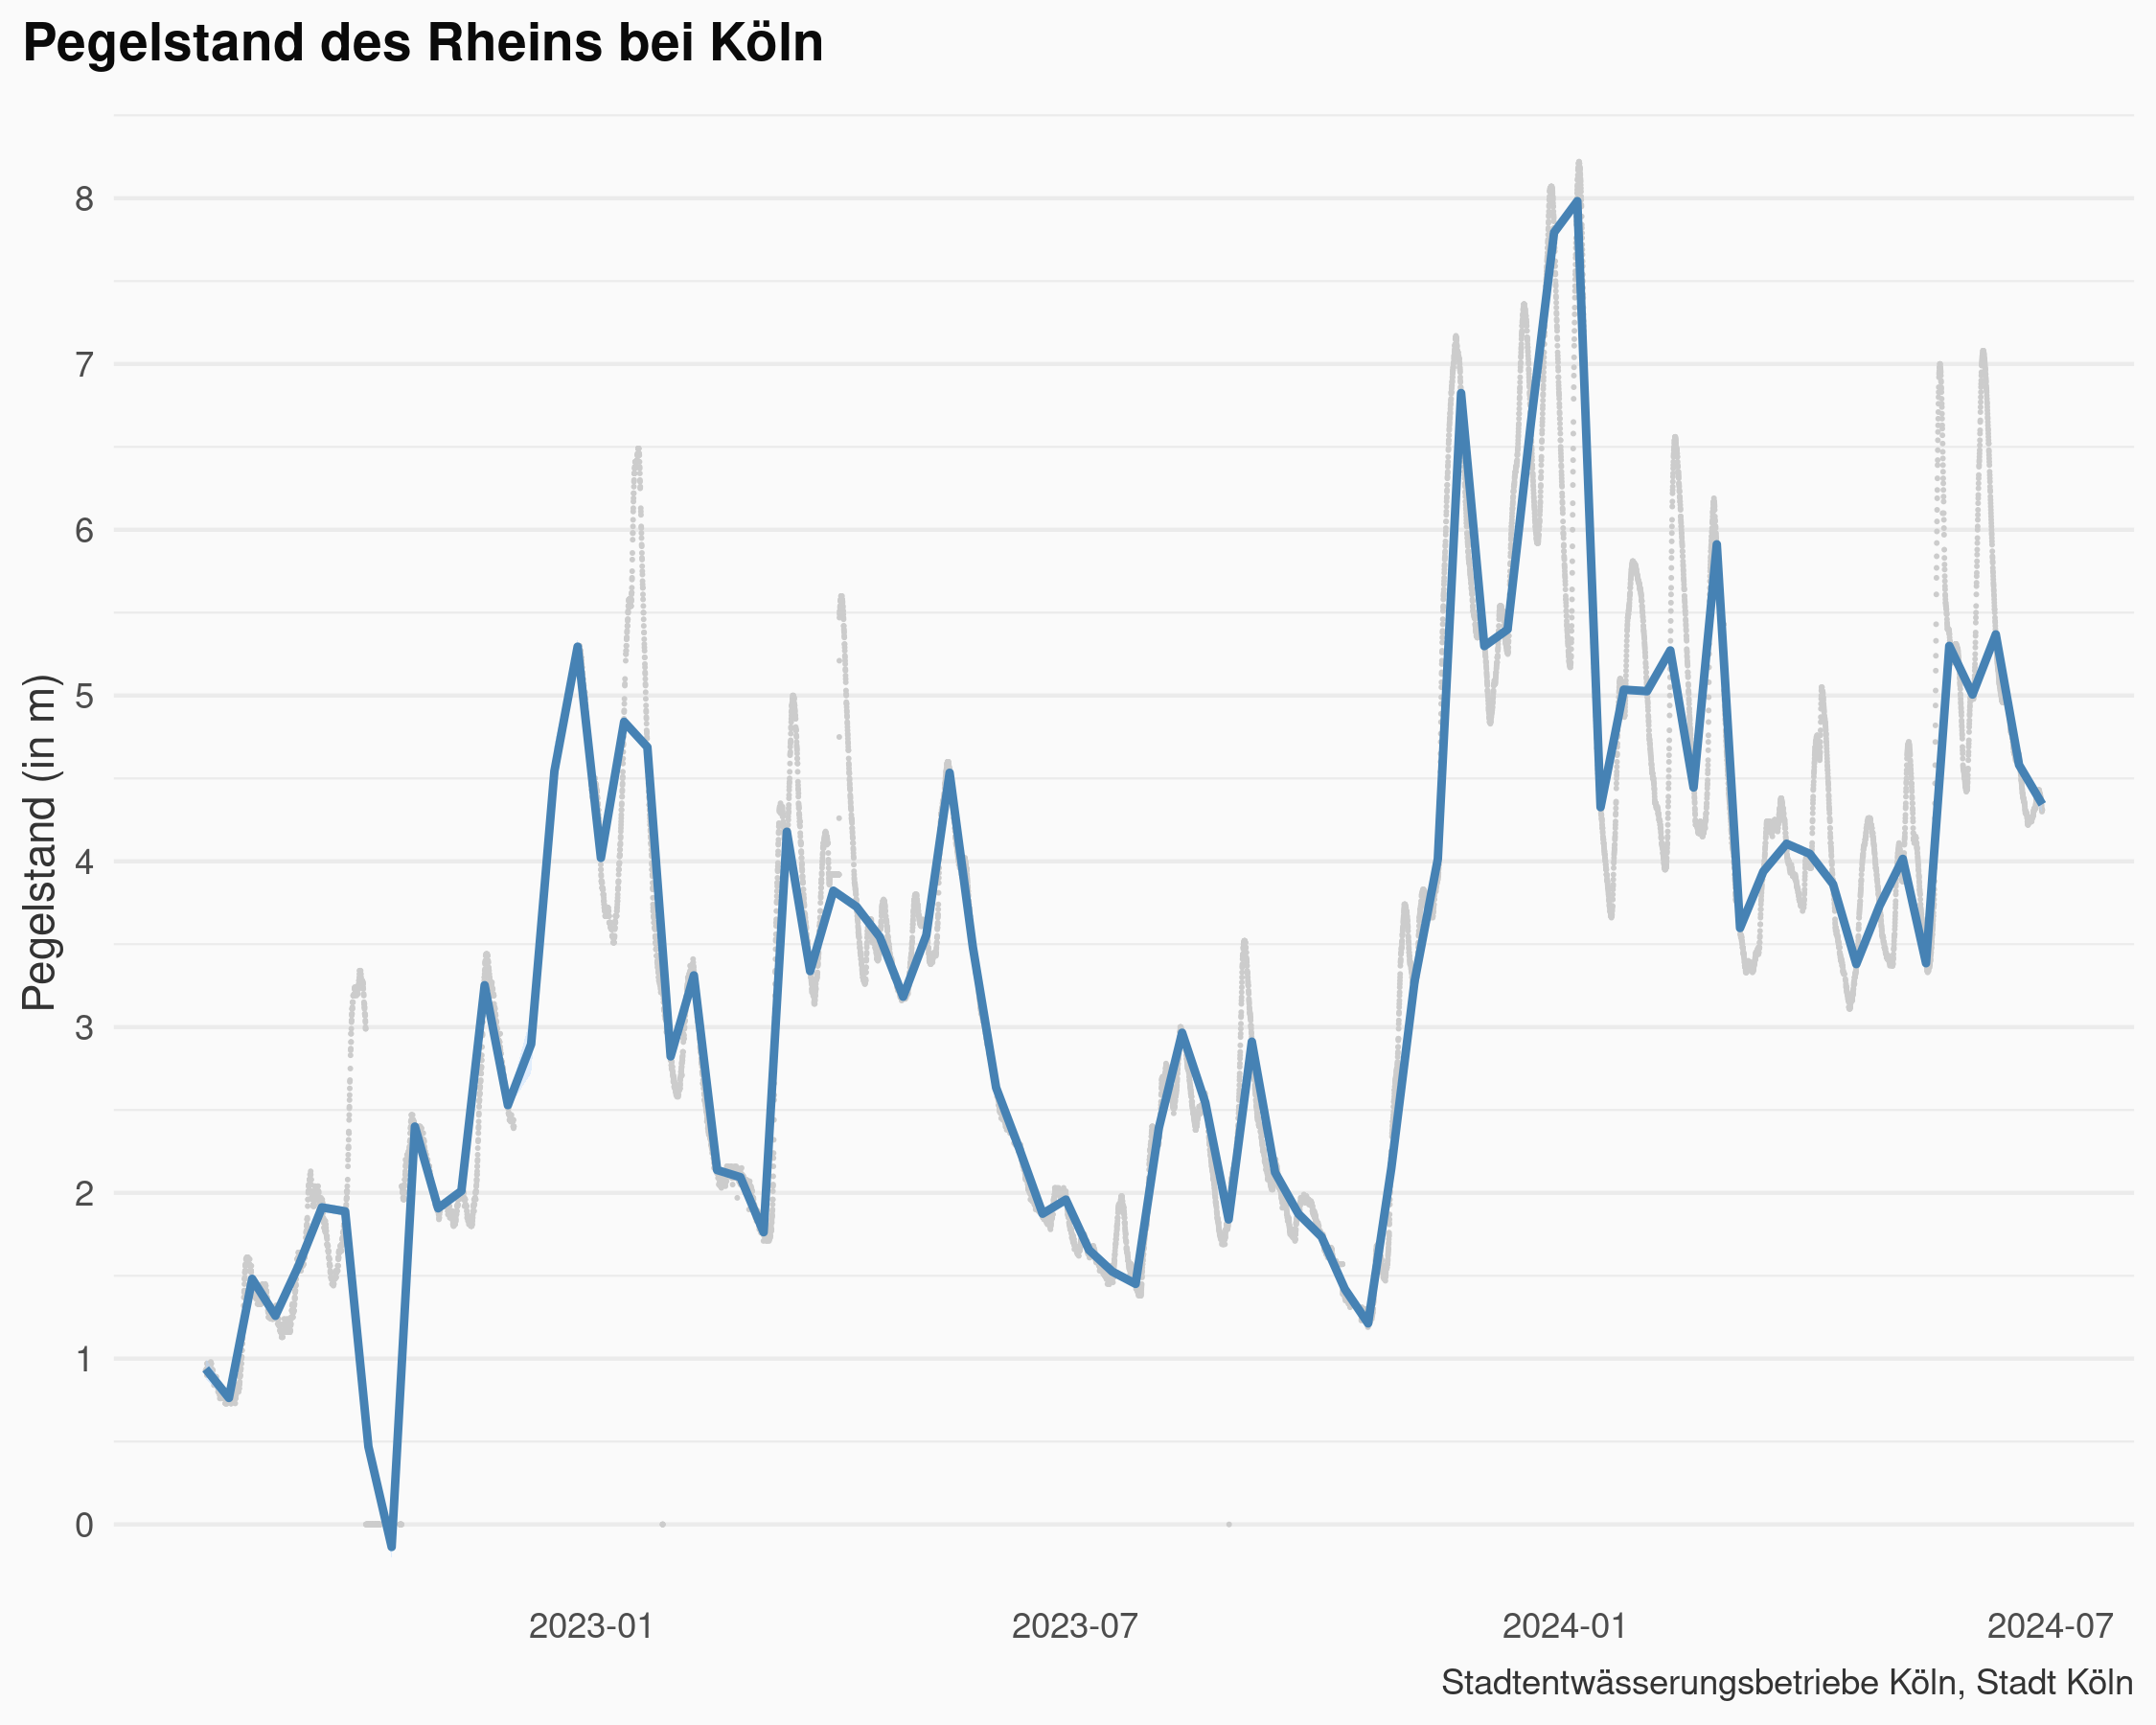 Pegelstand des Rheins bei Köln
Pegelstand (in m)
8
7
6
5
4
3
2
1
0
2023-01 2023-07 2024-01 2024-07
Stadtentwässerungsbetriebe Köln, Stadt Köln